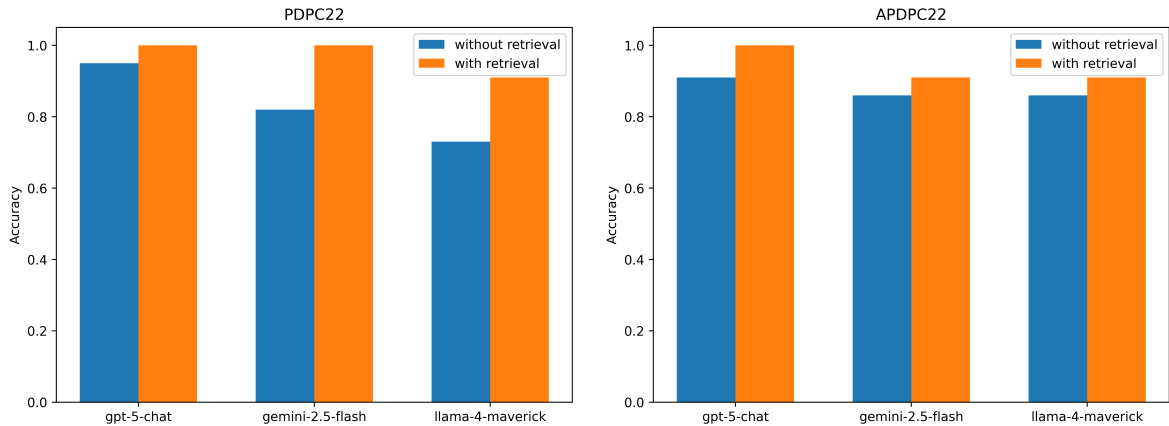 PDPC22
Accuracy
1.0
0.8
0.6
0.4
0.2
0.0
without retrieval
with retrieval
gpt-5-chat
gemini-2.5-flash
llama-4-maverick
APDPC22
Accuracy
1.0
0.8
0.6
0.4
0.2
0.0
without retrieval
with retrieval
gpt-5-chat
gemini-2.5-flash
llama-4-maverick